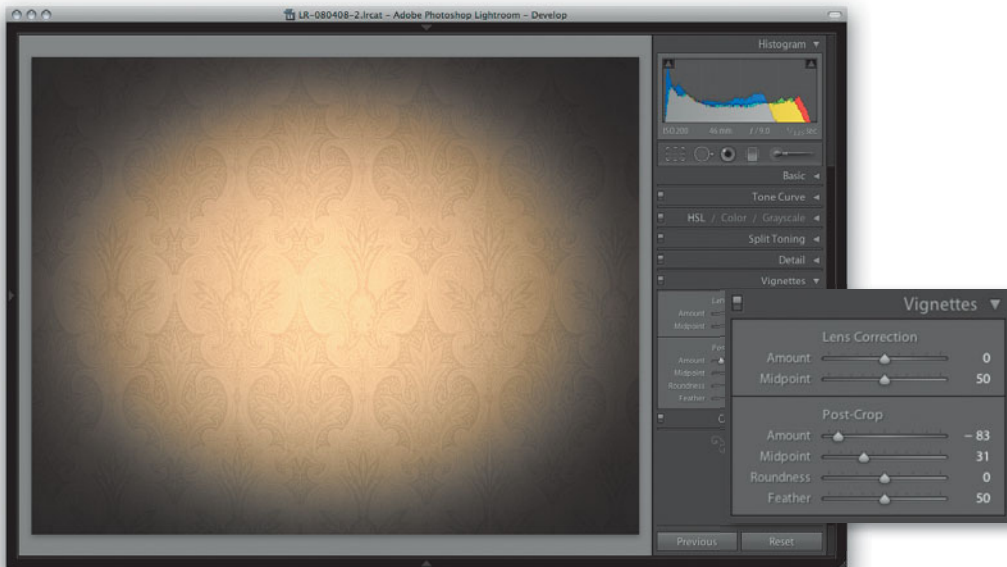 LR-080408-2.lrcat - Adobe Photoshop Lightroom - Develop
Histogram
ISO 200 46 mm ƒ / 9.0 sec
Basic
Tone Curve
HSL / Color / Grayscale
Split Toning
Detail
Vignettes
Amount
Midpoint
Amount
Midpoint
Roundness
Feather
Vignettes
Lens Correction
Amount 0
Midpoint 50
Post-Crop
Amount – 83
Midpoint 31
Roundness 0
Feather 50
Previous Reset